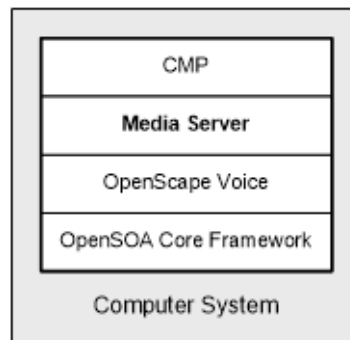 CMP
Media Server
OpenScape Voice
OpenSOA Core Framework
Computer System